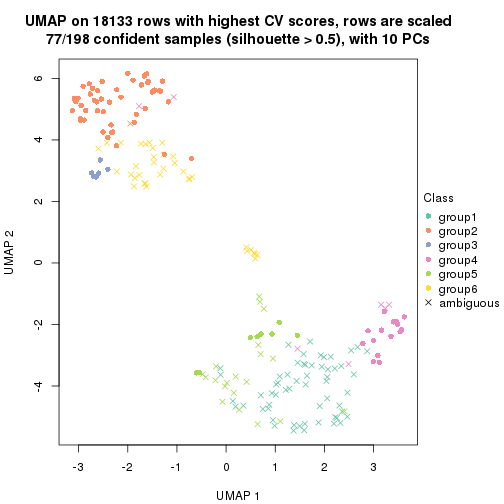 UMAP on 18133 rows with highest CV scores, rows are scaled
77/198 confident samples (silhouette > 0.5), with 10 PCs
6
4
2
0
-2
-4
UMAP 2
-3
-2
-1
0
1
2
3
UMAP 1
Class
group1
group2
group3
group4
group5
group6
ambiguous